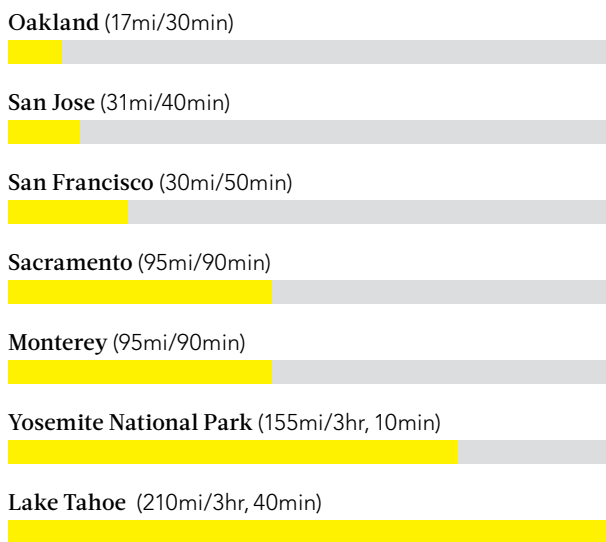 Oakland (17mi/30min)
San Jose (31mi/40min)
San Francisco (30mi/50min)
Sacramento (95mi/90min)
Monterey (95mi/90min)
Yosemite National Park (155mi/3hr, 10min)
Lake Tahoe (210mi/3hr, 40min)